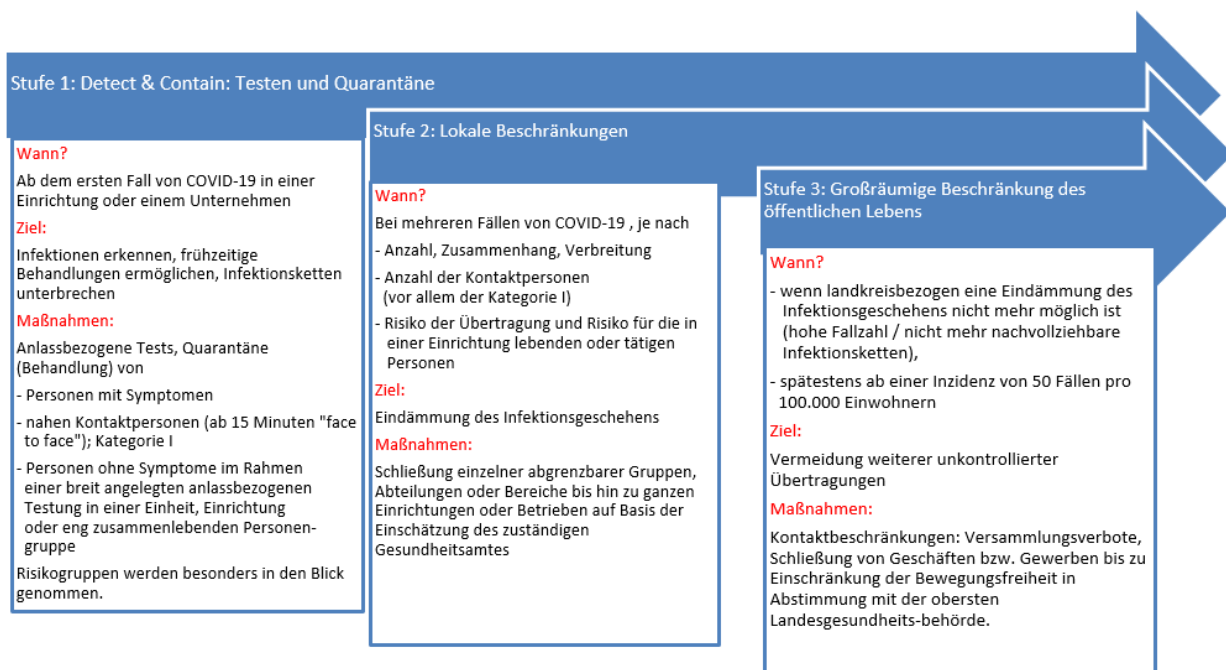 Stufe 1: Detect & Contain: Testen und Quarantäne
Wann?
Ab dem ersten Fall von COVID-19 in einer
Einrichtung oder einem Unternehmen
Ziel:
Infektionen erkennen, frühzeitige
Behandlungen ermöglichen, Infektionsketten
unterbrechen
Maßnahmen:
Anlassbezogene Tests, Quarantäne
(Behandlung) von
- Personen mit Symptomen
- nahen Kontaktpersonen (ab 15 Minuten "face
to face"); Kategorie I
- Personen ohne Symptome im Rahmen
einer breit angelegten anlassbezogenen
Testung in einer Einheit, Einrichtung
oder eng zusammenlebenden Personen-
gruppe
Risikogruppen werden besonders in den Blick
genommen.
Stufe 2: Lokale Beschränkungen
Wann?
Bei mehreren Fällen von COVID-19 , je nach
- Anzahl, Zusammenhang, Verbreitung
- Anzahl der Kontaktpersonen
(vor allem der Kategorie I)
- Risiko der Übertragung und Risiko für die in
einer Einrichtung lebenden oder tätigen
Personen
Ziel:
Eindämmung des Infektionsgeschehens
Maßnahmen:
Schließung einzelner abgrenzbarer Gruppen,
Abteilungen oder Bereiche bis hin zu ganzen
Einrichtungen oder Betrieben auf Basis der
Einschätzung des zuständigen
Gesundheitsamtes
Stufe 3: Großräumige Beschränkung des
öffentlichen Lebens
Wann?
- wenn landkreisbezogen eine Eindämmung des
Infektionsgeschehens nicht mehr möglich ist
(hohe Fallzahl / nicht mehr nachvollziehbare
Infektionsketten),
- spätestens ab einer Inzidenz von 50 Fällen pro
100.000 Einwohnern
Ziel:
Vermeidung weiterer unkontrollierter
Übertragungen
Maßnahmen:
Kontaktbeschränkungen: Versammlungsverbote,
Schließung von Geschäften bzw. Gewerben bis zu
Einschränkung der Bewegungsfreiheit in
Abstimmung mit der obersten
Landesgesundheits-behörde.